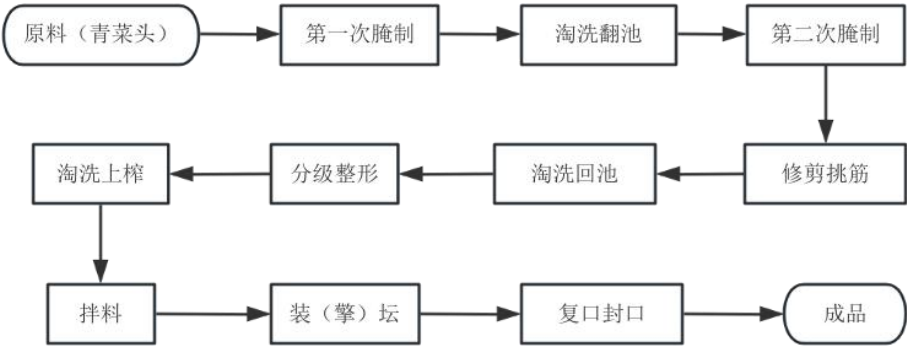 原料（青菜头）
第一次腌制
淘洗翻池
第二次腌制
修剪挑筋
淘洗回池
分级整形
淘洗上榨
拌料
装（擎）坛
复口封口
成品